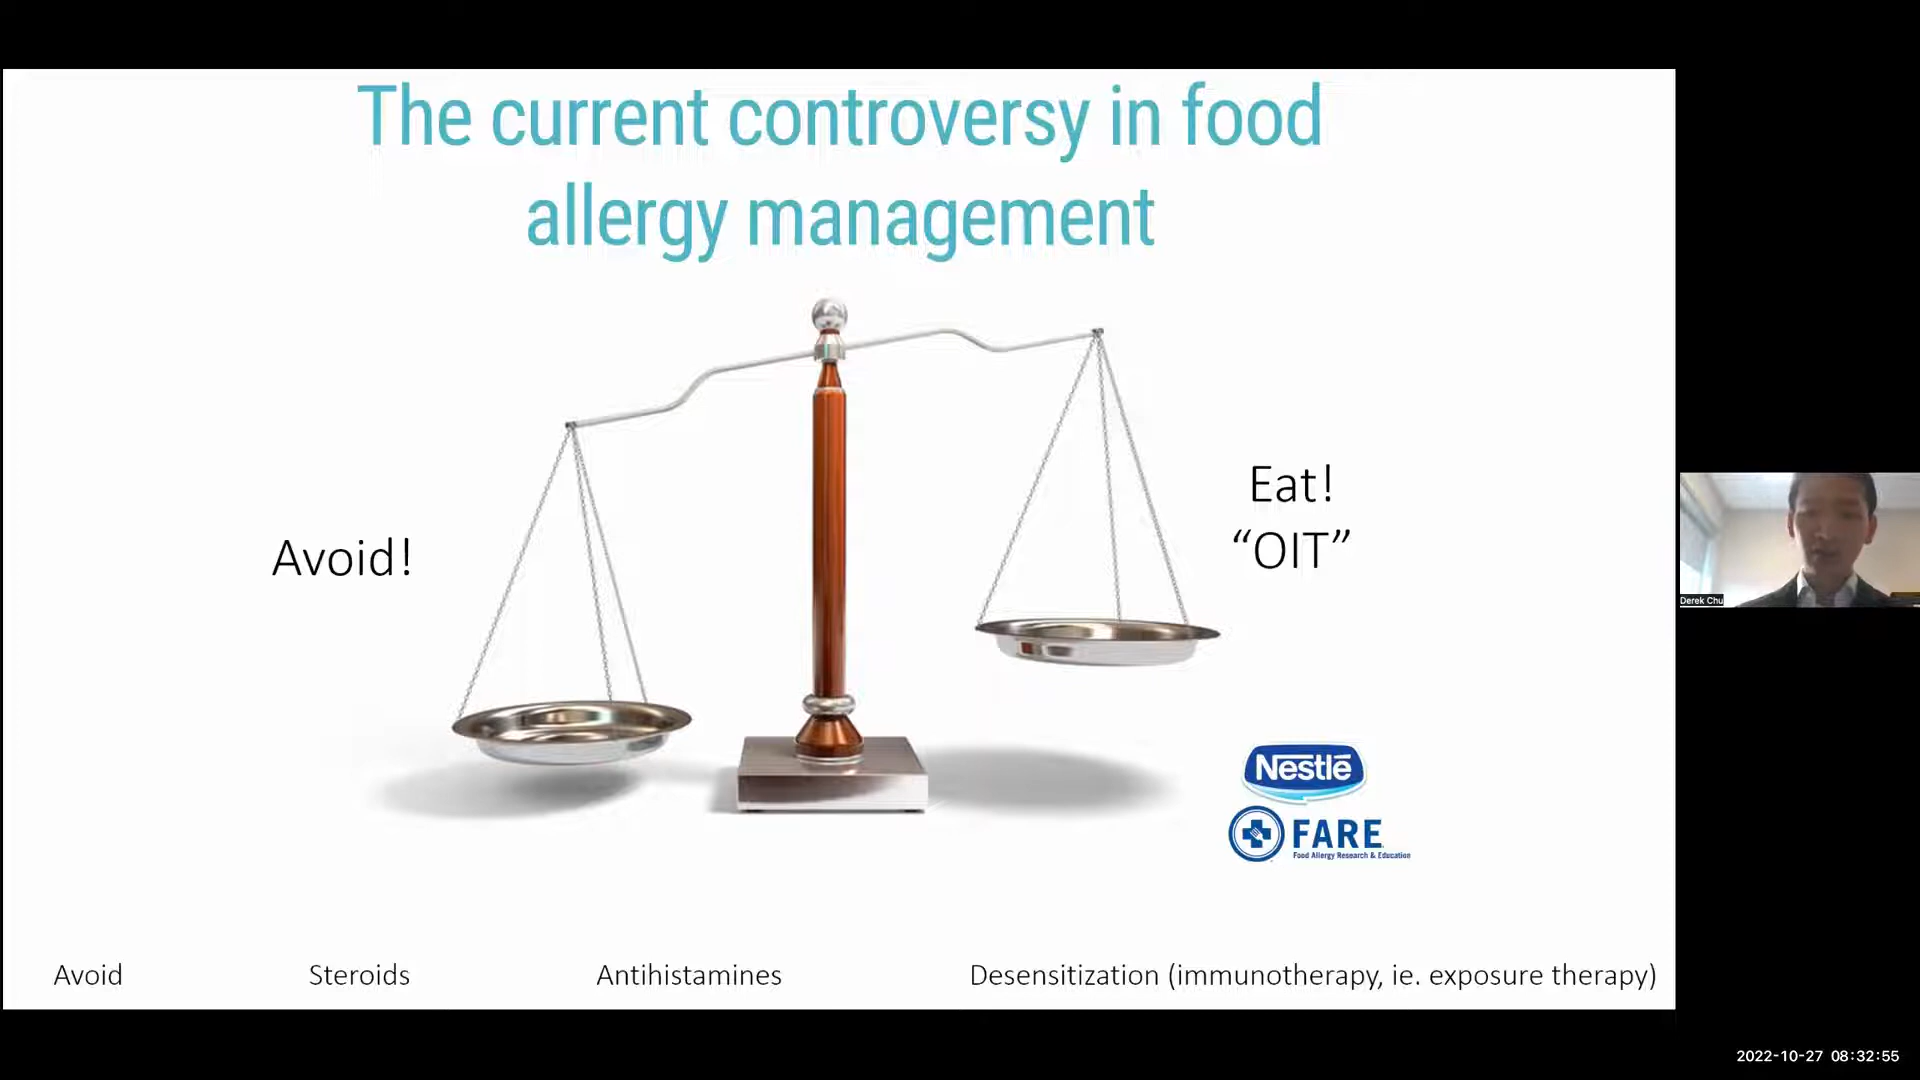 The current controversy in food
allergy management
Avoid!
Eat!
“OIT”
Nestlē
FARE
Food Allergy Research & Education
Avoid
Steroids
Antihistamines
Desensitization (immunotherapy, ie. exposure therapy)
Derek Chu
2022-10-27 08:32:55